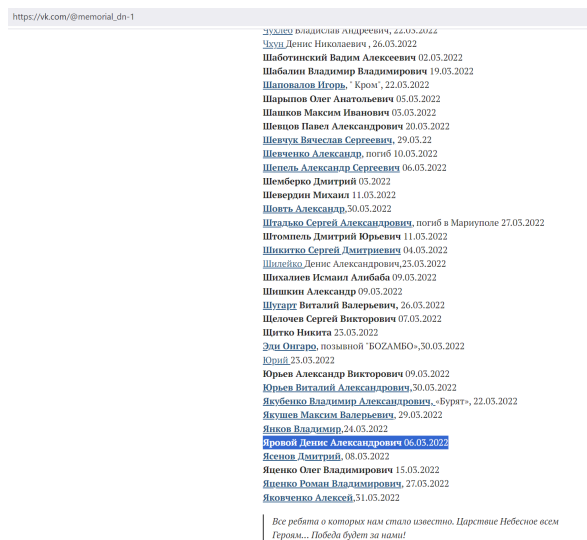 https://vk.com/@memorial_dn-1
Чухлео Владислав Андреевич, 22.03.2022
Чхун Денис Николаевич , 26.03.2022
Шаботинский Вадим Алексеевич 02.03.2022
Шабалин Владимир Владимирович 19.03.2022
Шаповалов Игорь, " Кром", 22.03.2022
Шарыпов Олег Анатольевич 05.03.2022
Шашков Максим Иванович 03.03.2022
Шевцов Павел Александрович 20.03.2022
Шевчук Вячеслав Сергеевич, 29.03.22
Шевченко Александр, погиб 10.03.2022
Шепель Александр Сергеевич 06.03.2022
Шемберко Дмитрий 03.2022
Шевердин Михаил 11.03.2022
Шовть Александр,30.03.2022
Штадько Сергей Александрович, погиб в Мариуполе 27.03.2022
Штомпель Дмитрий Юрьевич 11.03.2022
Шикитко Сергей Дмитриевич 04.03.2022
Шилейко Денис Александрович,23.03.2022
Шихалиев Исмаил Алибаба 09.03.2022
Шишкин Александр 09.03.2022
Шугарт Виталий Валерьевич, 26.03.2022
Щелочев Сергей Викторович 07.03.2022
Щитко Никита 23.03.2022
Эди Онгаро, позывной "БОZАМБО»,30.03.2022
Юрий 23.03.2022
Юрьев Александр Викторович 09.03.2022
Юрьев Виталий Александрович,30.03.2022
Якубенко Владимир Александрович, «Бурят», 22.03.2022
Якушев Максим Валерьевич, 29.03.2022
Янков Владимир,24.03.2022
Яровой Денис Александрович 06.03.2022
Ясенов Дмитрий, 08.03.2022
Яценко Олег Владимирович 15.03.2022
Яценко Роман Владимирович, 27.03.2022
Яковченко Алексей,31.03.2022
Все ребята о которых нам стало известно. Царствие Небесное всем
Героям... Победа будет за нами!